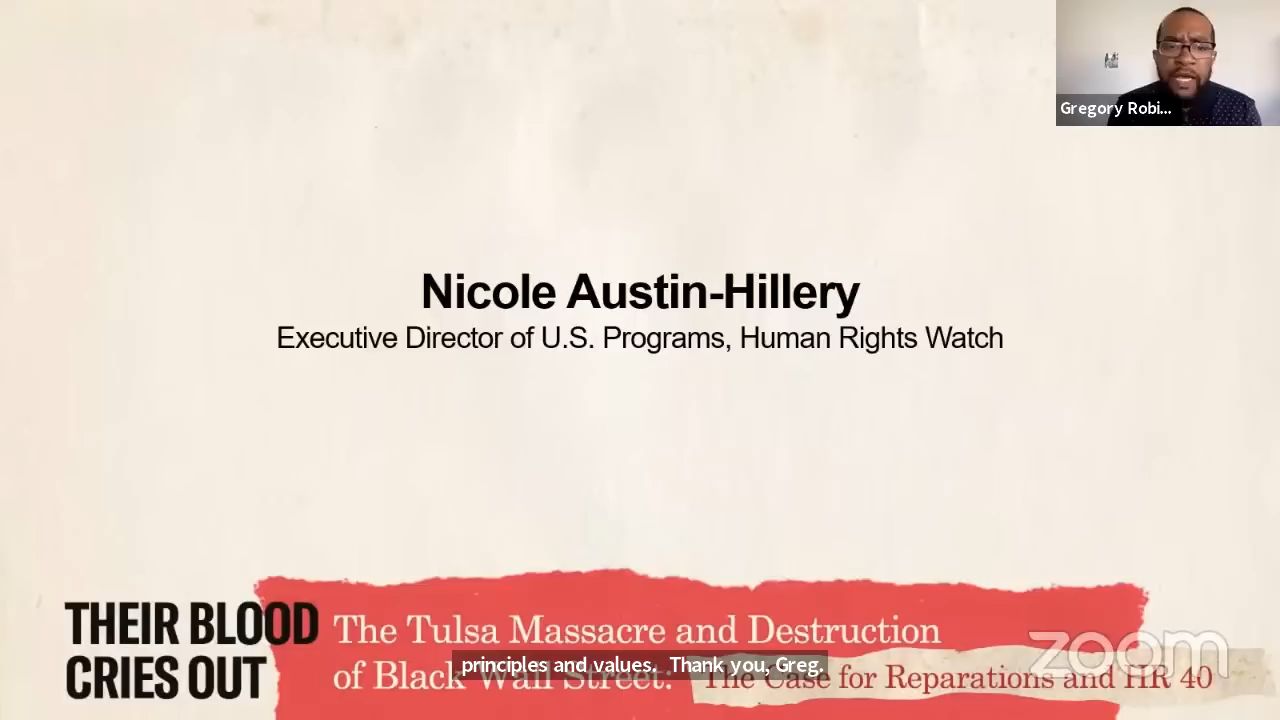 Gregory Robi...
Nicole Austin-Hillery
Executive Director of U.S. Programs, Human Rights Watch
THEIR BLOOD
CRIES OUT
The Tulsa Massacre and Destruction
of Black Wall Street: The Case for Reparations and HR 40
principles and values. Thank you, Greg.
zoom